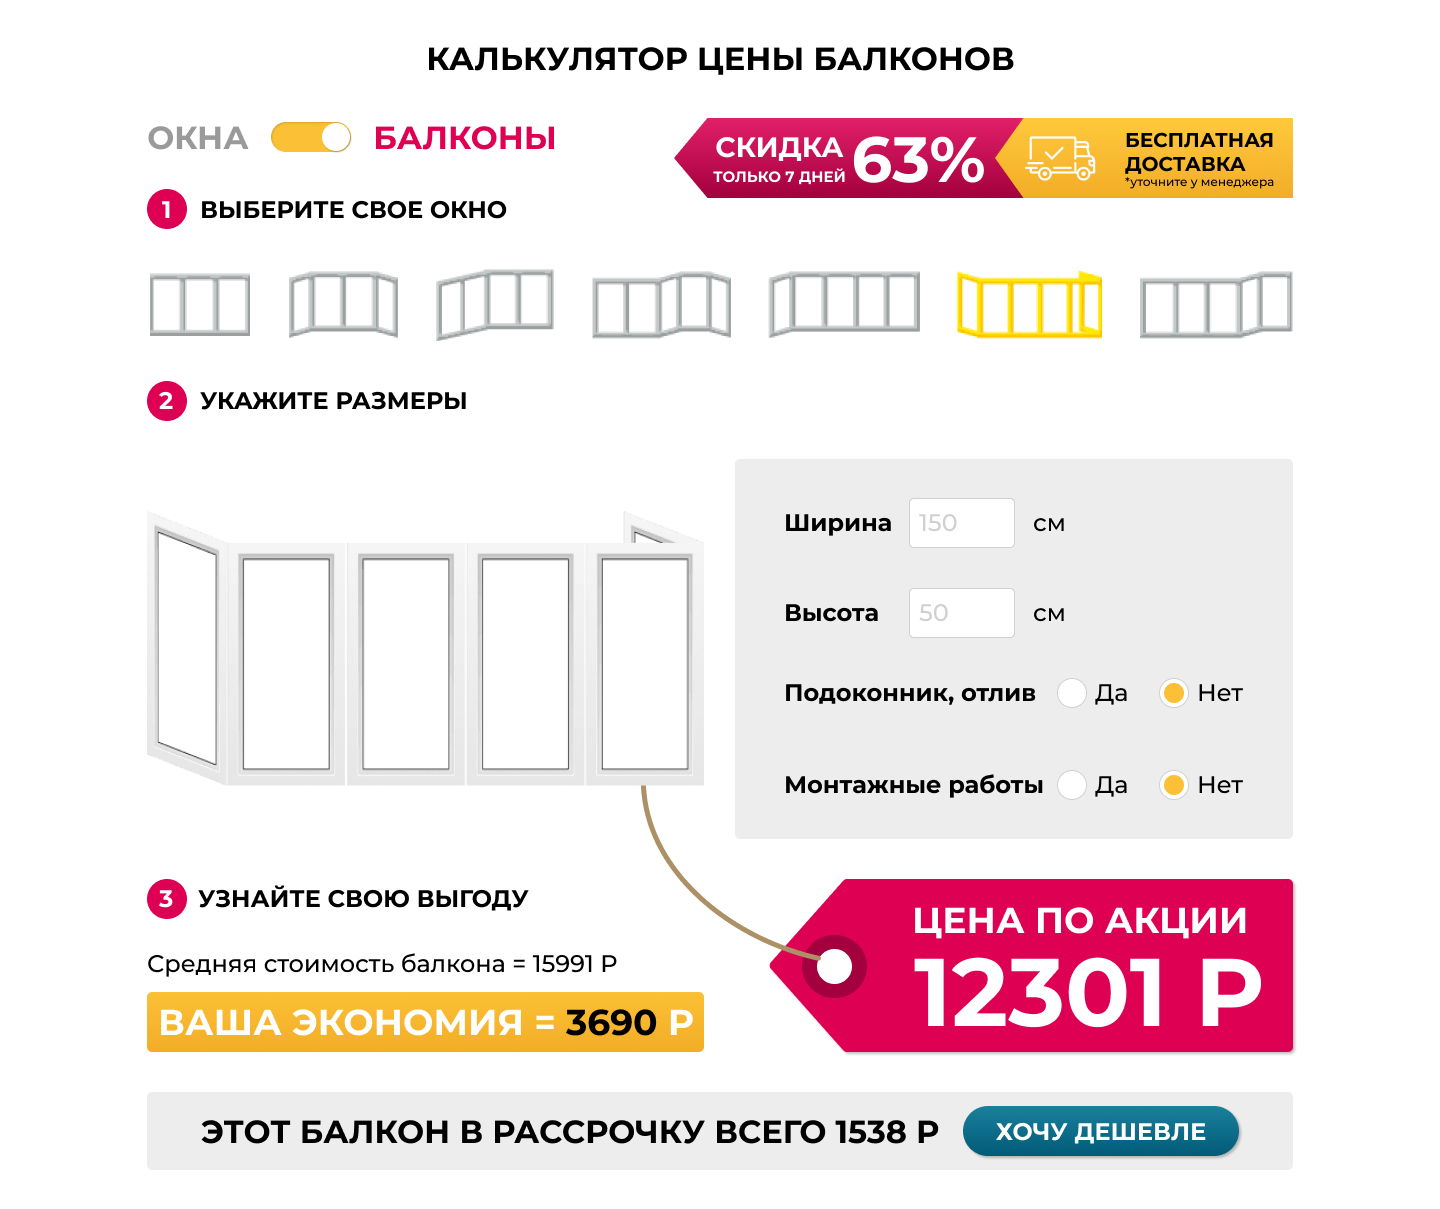 КАЛЬКУЛЯТОР ЦЕНЫ БАЛКОНОВ
ОКНА БАЛКОНЫ
СКИДКА
ТОЛЬКО 7 ДНЕЙ
63%
БЕСПЛАТНАЯ
ДОСТАВКА
*уточните у менеджера
1 ВЫБЕРИТЕ СВОЕ ОКНО
2 УКАЖИТЕ РАЗМЕРЫ
Ширина 150 см
Высота 50 см
Подоконник, отлив Да Нет
Монтажные работы Да Нет
3 УЗНАЙТЕ СВОЮ ВЫГОДУ
Средняя стоимость балкона = 15991 Р
ВАША ЭКОНОМИЯ = 3690 Р
ЦЕНА ПО АКЦИИ
12301 Р
ЭТОТ БАЛКОН В РАССРОЧКУ ВСЕГО 1538 Р
ХОЧУ ДЕШЕВЛЕ